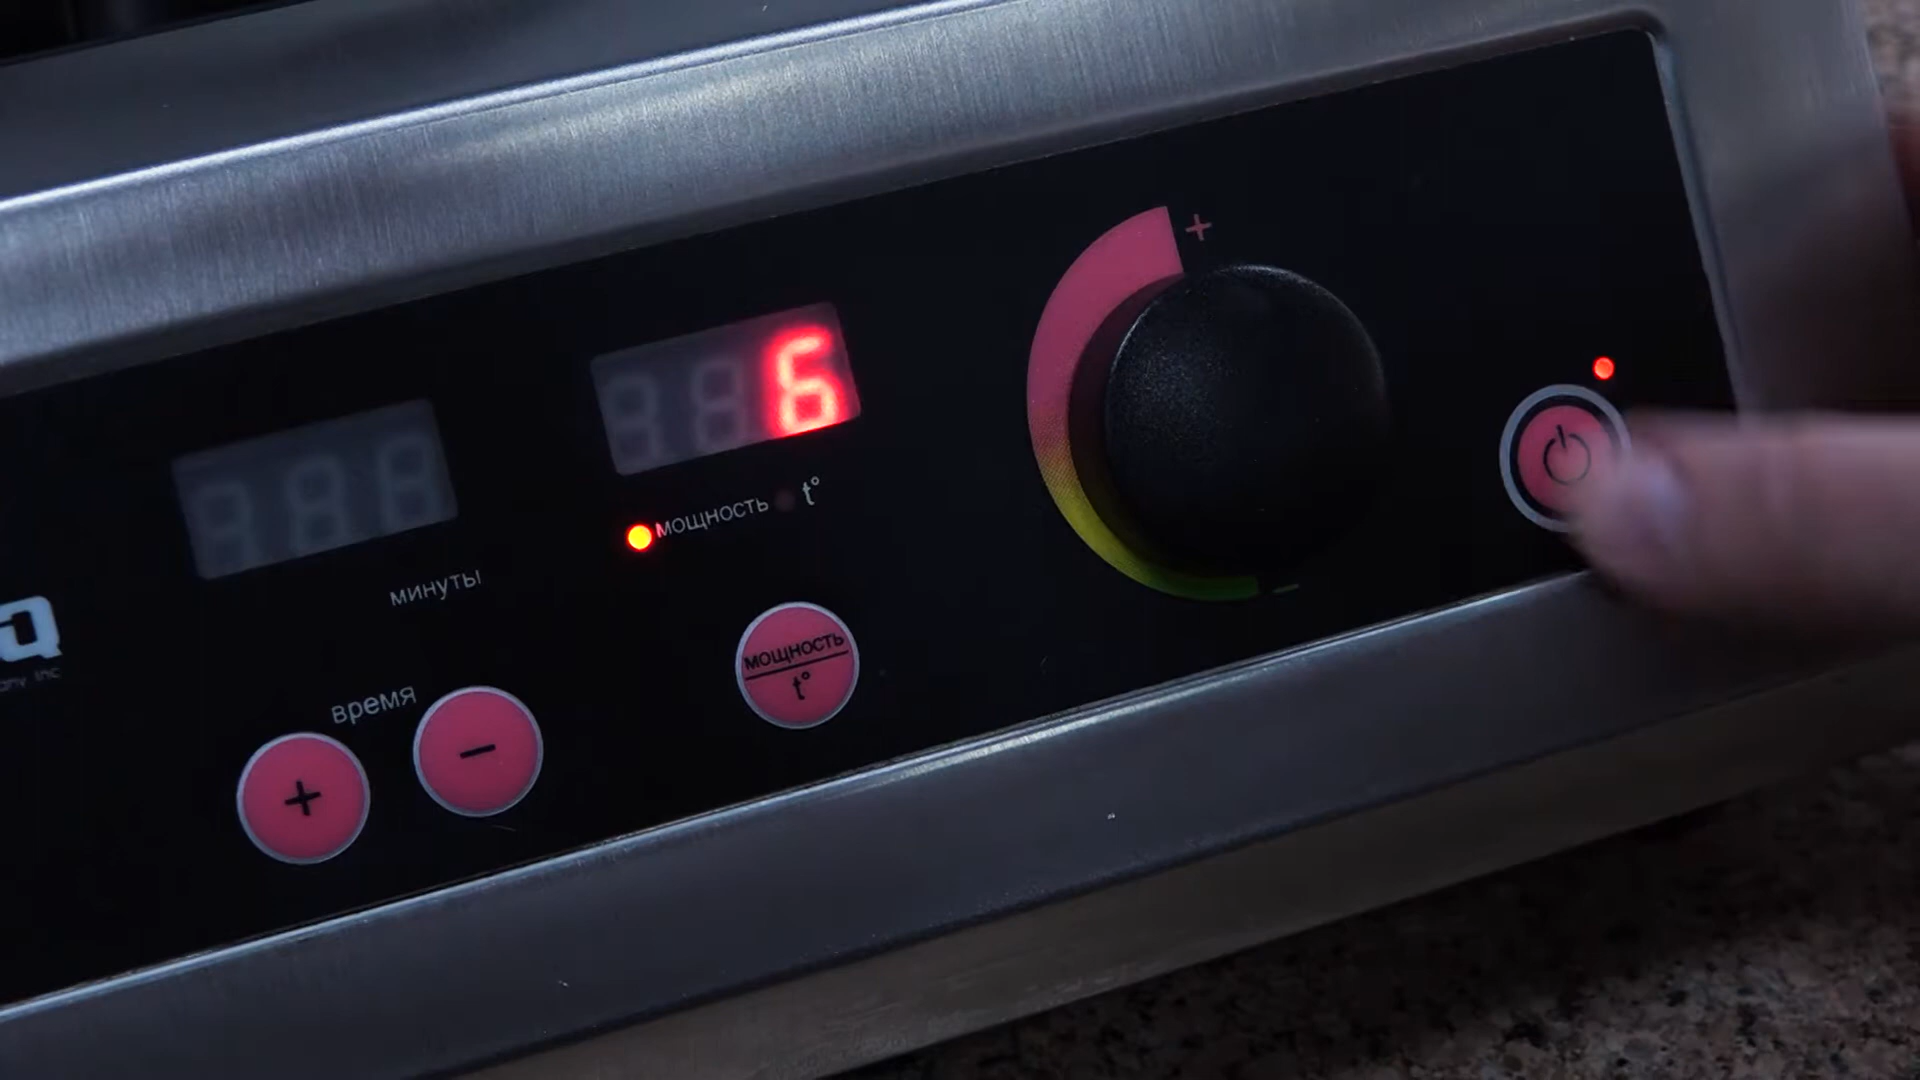 6
мощность t°
минуты
Q
время
+ -
мощность
t°
+
-